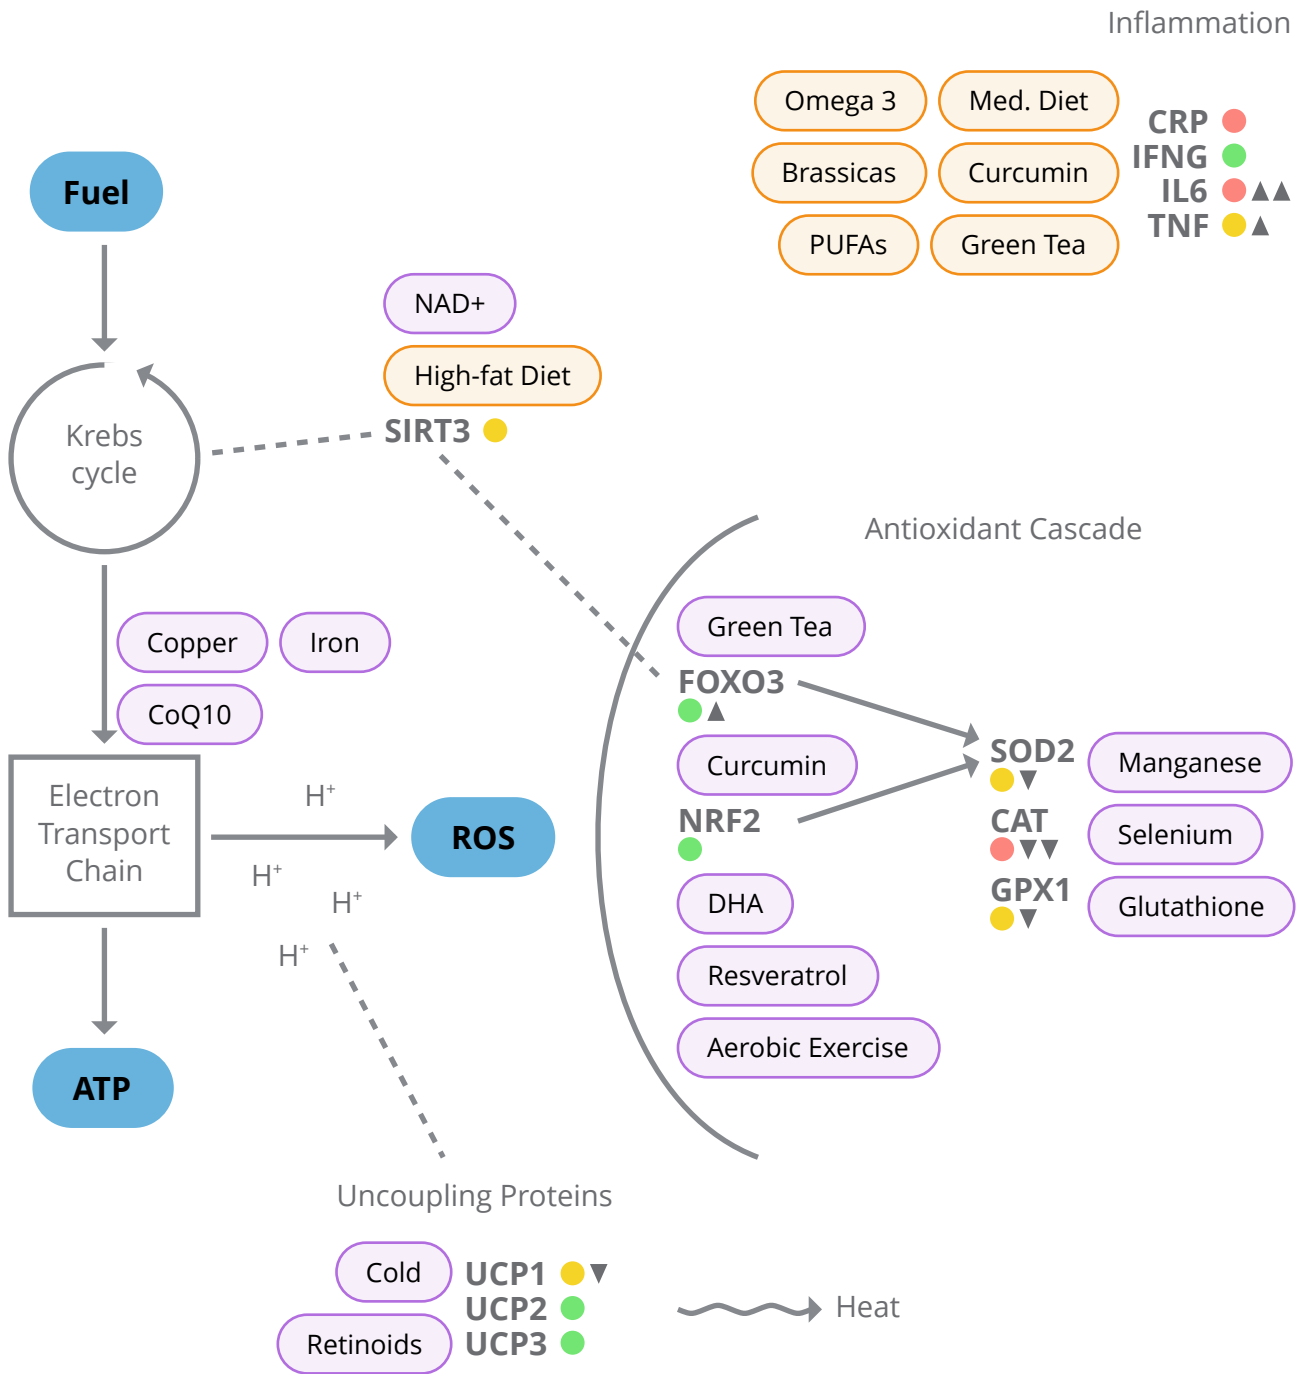 Inflammation
Omega 3
Med. Diet
CRP
IFNG
Brassicas
Curcumin
IL6
TNF
PUFAs
Green Tea
Fuel
NAD+
High-fat Diet
SIRT3
Krebs
cycle
Antioxidant Cascade
Copper
Iron
CoQ10
Green Tea
FOXO3
Curcumin
NRF2
DHA
Resveratrol
Aerobic Exercise
SOD2
Manganese
CAT
Selenium
GPX1
Glutathione
Electron
Transport
Chain
H⁺
H⁺
H⁺
H⁺
ROS
ATP
Uncoupling Proteins
Cold
UCP1
UCP2
Retinoids
UCP3
Heat